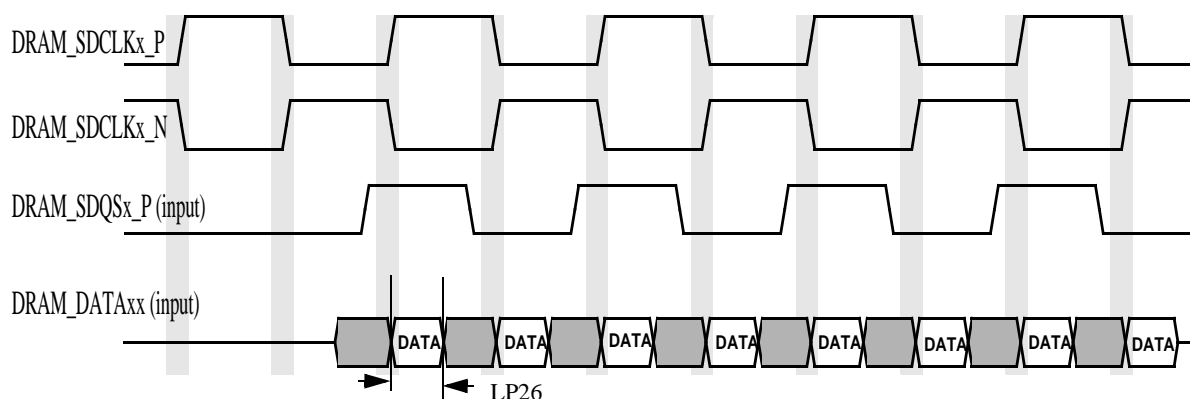 DRAM_SDCLKx_P
DRAM_SDCLKx_N
DRAM_SDQSx_P (input)
DRAM_DATAxx (input)
DATA DATA DATA DATA DATA DATA DATA DATA
LP26